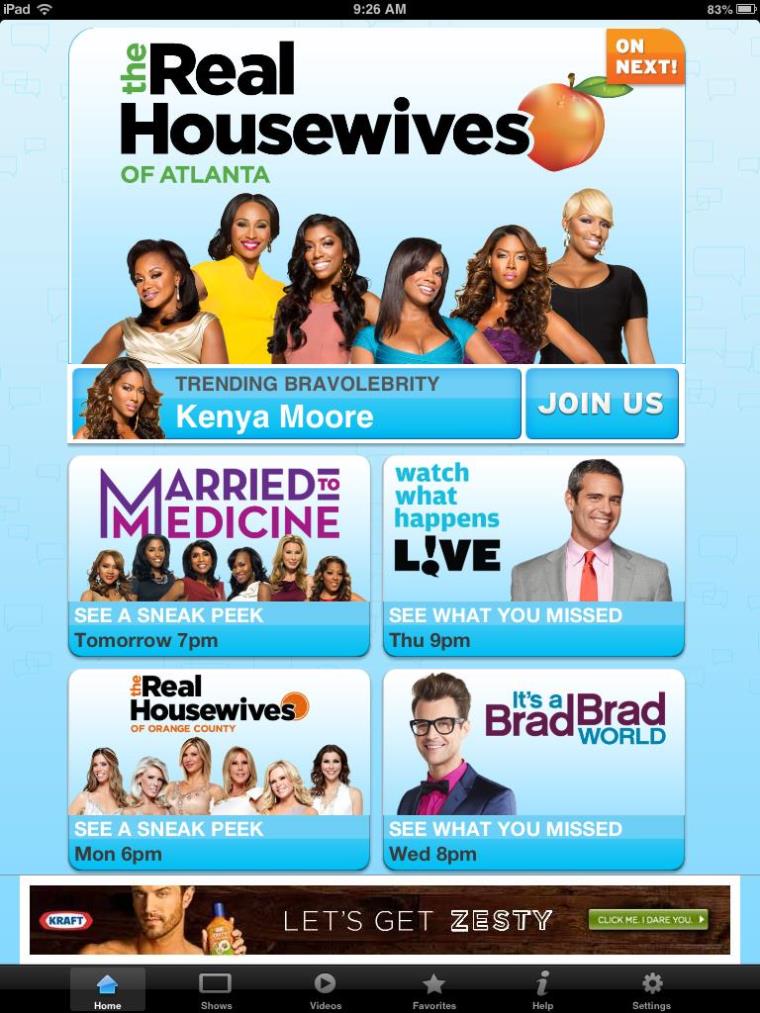 iPad 9:26 AM 83%
ON
NEXT!
the Real
Housewives
OF ATLANTA
TRENDING BRAVOLEBRITY
Kenya Moore
JOIN US
MARRIED TO
MEDICINE
SEE A SNEAK PEEK
Tomorrow 7pm
watch
what
happens
L!VE
SEE WHAT YOU MISSED
Thu 9pm
the Real
Housewives
OF ORANGE COUNTY
SEE A SNEAK PEEK
Mon 6pm
It's a
Brad Brad
WORLD
SEE WHAT YOU MISSED
Wed 8pm
KRAFT
LET'S GET ZESTY
CLICK ME. I DARE YOU.
Home Shows Videos Favorites Help Settings